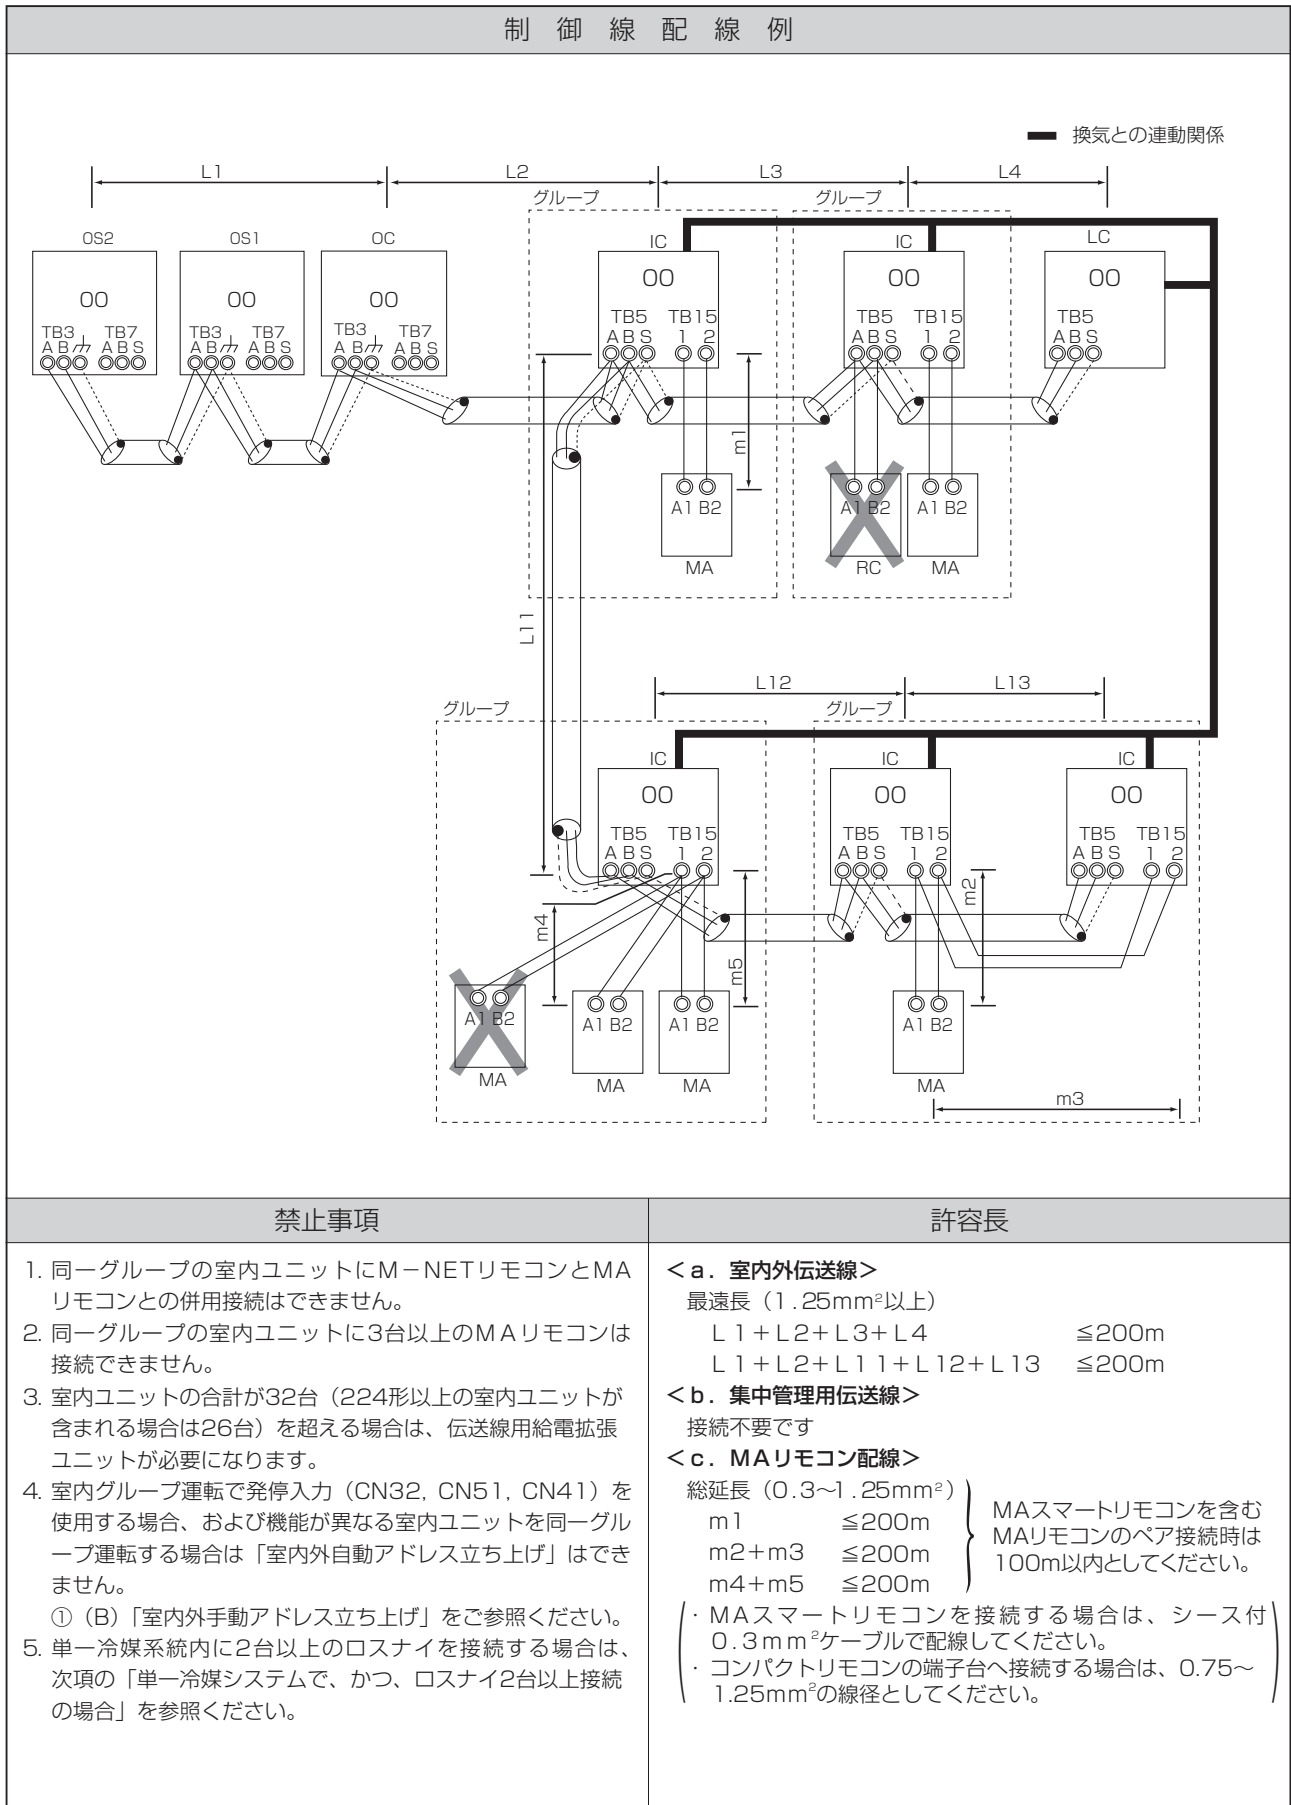 制御線配線例
換気との連動関係
L1 L2 L3 L4
グループ グループ
OS2 OS1 OC IC IC LC
OO OO OO OO OO OO
TB3 TB7 TB3 TB7 TB3 TB7 TB5 TB15 TB5 TB15 TB5
A B A B S A B A B S A B A B S A B S 1 2 A B S 1 2 A B S
m1
A1 B2 A1 B2 A1 B2
MA RC MA
L11
L12 L13
グループ グループ
IC IC IC
OO OO OO
TB5 TB15 TB5 TB15 TB5 TB15
A B S 1 2 A B S 1 2 A B S 1 2
m4 m5 m2
A1 B2 A1 B2 A1 B2 A1 B2
MA MA MA MA
m3
禁止事項
1. 同一グループの室内ユニットにM－NETリモコンとMA
リモコンとの併用接続はできません。
2. 同一グループの室内ユニットに3台以上のMAリモコンは
接続できません。
3. 室内ユニットの合計が32台（224形以上の室内ユニットが
含まれる場合は26台）を超える場合は、伝送線用給電拡張
ユニットが必要になります。
4. 室内グループ運転で発停入力（CN32, CN51, CN41）を
使用する場合、および機能が異なる室内ユニットを同一グル
ープ運転する場合は「室内外自動アドレス立ち上げ」はでき
ません。
①（B）「室内外手動アドレス立ち上げ」をご参照ください。
5. 単一冷媒系統内に2台以上のロスナイを接続する場合は、
次項の「単一冷媒システムで、かつ、ロスナイ2台以上接続
の場合」を参照ください。
許容長
＜a．室内外伝送線＞
最遠長（1.25mm²以上）
L1＋L2＋L3＋L4 ≦200m
L1＋L2＋L11＋L12＋L13 ≦200m
＜b．集中管理用伝送線＞
接続不要です
＜c．MAリモコン配線＞
総延長（0.3〜1.25mm²）
m1 ≦200m
m2＋m3 ≦200m
m4＋m5 ≦200m
MAスマートリモコンを含む
MAリモコンのペア接続時は
100m以内としてください。
・MAスマートリモコンを接続する場合は、シース付
0.3mm²ケーブルで配線してください。
・コンパクトリモコンの端子台へ接続する場合は、0.75〜
1.25mm²の線径としてください。